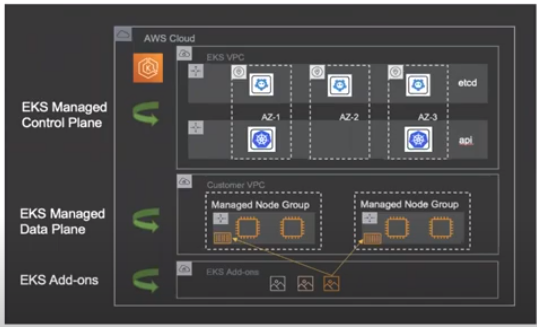 AWS Cloud
EKS VPC
etcd
EKS Managed
Control Plane
AZ-1
AZ-2
AZ-3
api
Customer VPC
Managed Node Group
Managed Node Group
EKS Managed
Data Plane
EKS Add-ons
EKS Add-ons